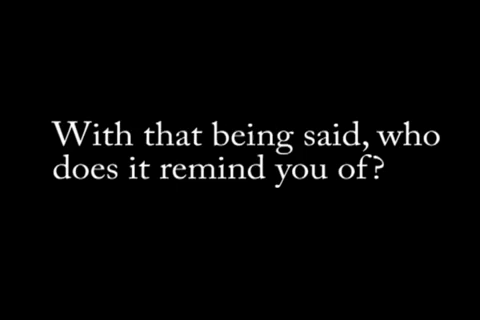 With that being said, who
does it remind you of?